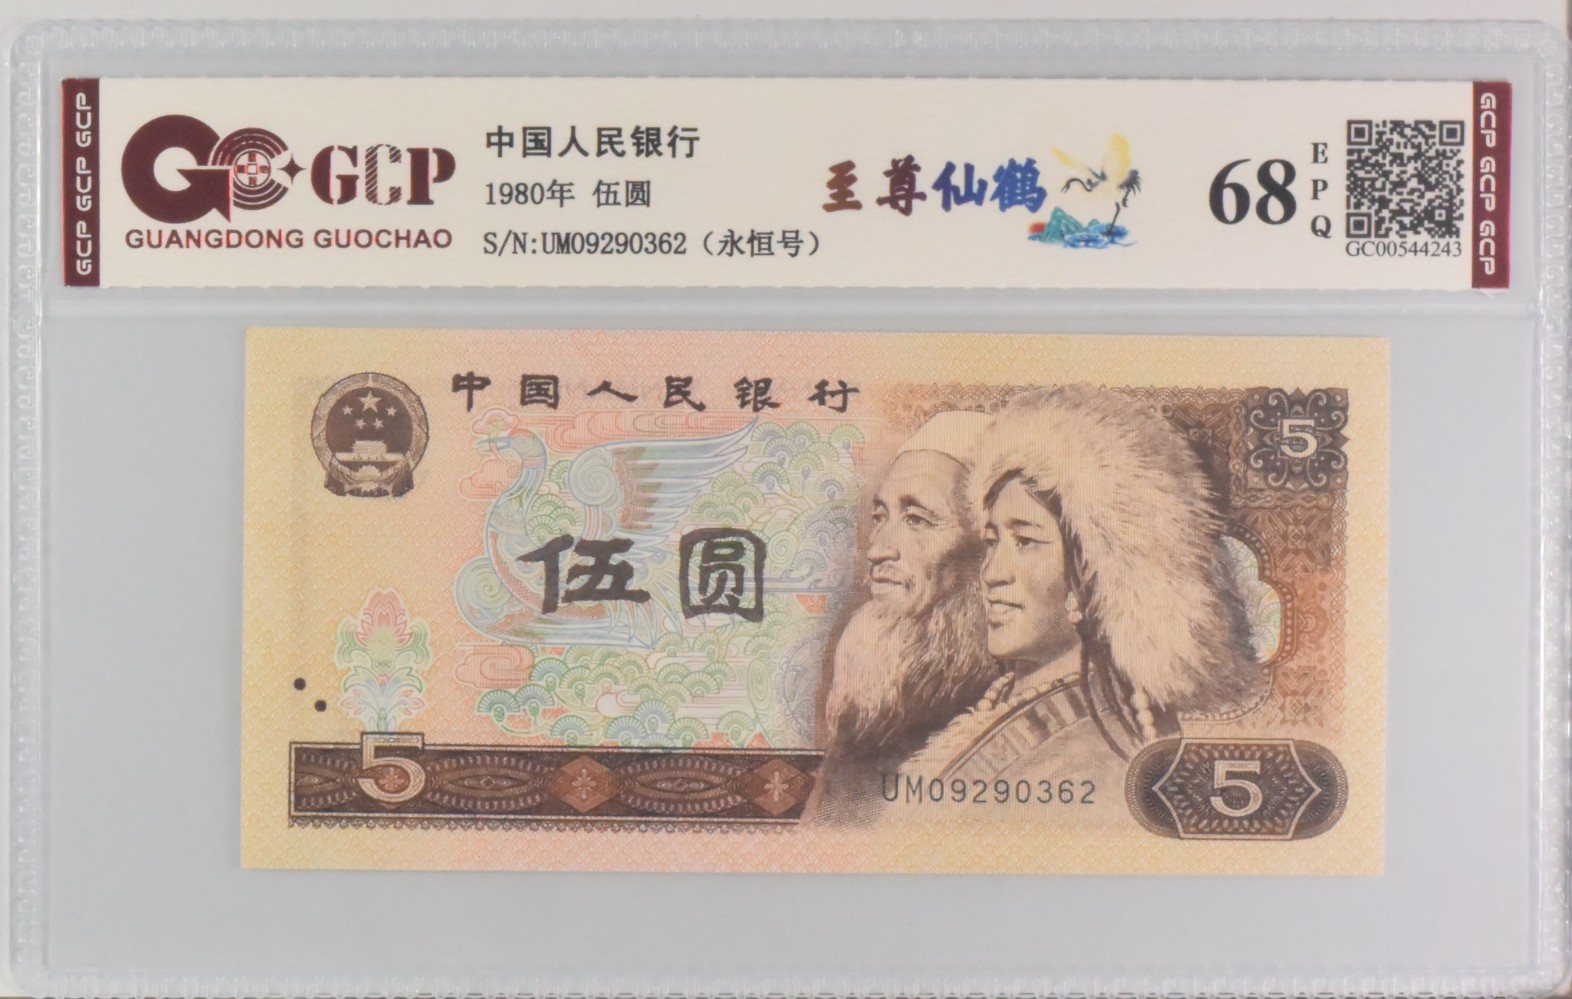 GCP GCP GCP
GCP
GUANGDONG GUOCHAO
中国人民银行
1980年 伍圆
S/N:UM09290362（永恒号）
至尊仙鹤
68
EPQ
GC00544243
GCP GCP GCP
中国人民银行
5
伍圆
5
UM09290362
5